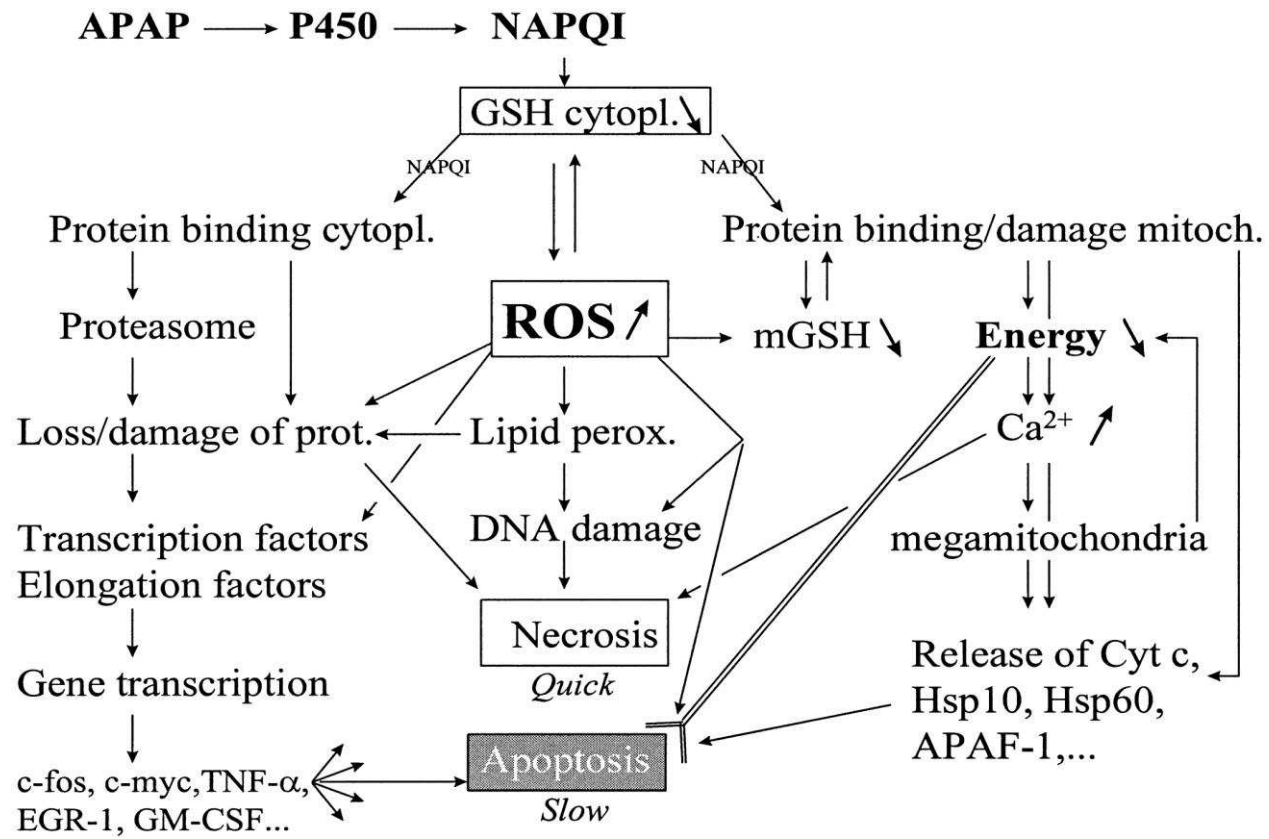 APAP P450 NAPQI
GSH cytopl.
NAPQI NAPQI
Protein binding cytopl. Protein binding/damage mitoch.
Proteasome ROS mGSH Energy
Loss/damage of prot. Lipid perox. Ca²⁺
Transcription factors DNA damage megamitochondria
Elongation factors
Necrosis
Quick
Gene transcription
Release of Cyt c,
Hsp10, Hsp60,
APAF-1,...
c-fos, c-myc,TNF-α, Apoptosis
EGR-1, GM-CSF... Slow